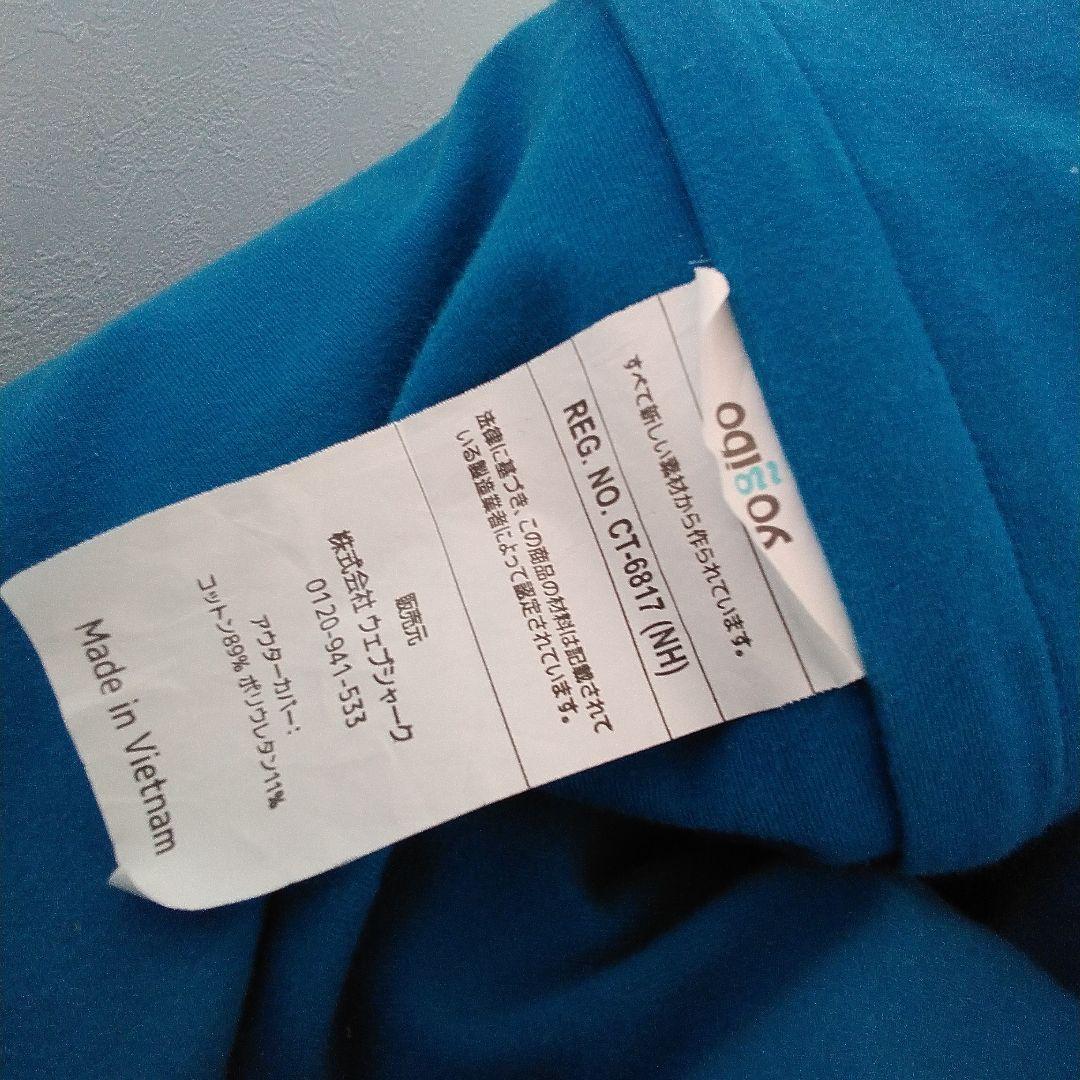 yogibo
すべて新しい素材から作られています。
REG. NO. CT-6817 (NH)
法律に基づき、この商品の材料は記載されて
いる製造業者によって認定されています。
販売元
株式会社 ウェブシャーク
0120-941-533
アウターカバー：
コットン89% ポリウレタン11%
Made in Vietnam